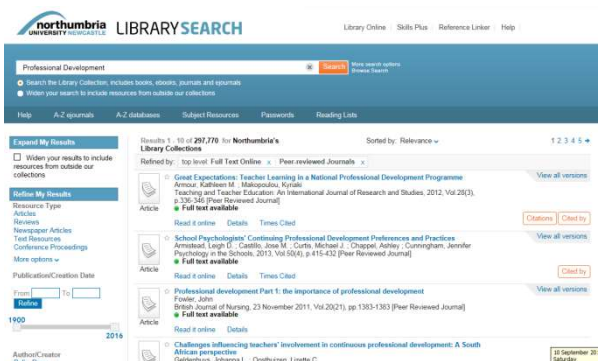 northumbria
UNIVERSITY NEWCASTLE
LIBRARYSEARCH
Library Online Skills Plus Reference Linker Help
Professional Development
Search
More search options
Browse Search
Search the Library Collection, includes books, ebooks, journals and ejournals
Widen your search to include resources from outside our collections
Help A-Z ejournals A-Z databases Subject Resources Passwords Reading Lists
Expand My Results
Widen your results to include
resources from outside our
collections
Refine My Results
Resource Type
Articles
Reviews
Newspaper Articles
Text Resources
Conference Proceedings
More options
Publication/Creation Date
From To
Refine
1900
2016
Author/Creator
Results 1 - 10 of 297,770 for Northumbria's
Library Collections
Sorted by: Relevance
1 2 3 4 5
Refined by: top level: Full Text Online x Peer-reviewed Journals x
Great Expectations: Teacher Learning in a National Professional Development Programme
Armour, Kathleen M. ; Makopoulou, Kyriaki
Teaching and Teacher Education: An International Journal of Research and Studies, 2012, Vol.28(3),
p.336-346 [Peer Reviewed Journal]
Full text available
Article
Read it online Details Times Cited
View all versions
Citations Cited by
School Psychologists' Continuing Professional Development Preferences and Practices
Armistead, Leigh D. ; Castillo, Jose M. ; Curtis, Michael J. ; Chappel, Ashley ; Cunningham, Jennifer
Psychology in the Schools, 2013, Vol.50(4), p.415-432 [Peer Reviewed Journal]
Full text available
Article
Read it online Details Times Cited
View all versions
Cited by
Professional development Part 1: the importance of professional development
Fowler, John
British Journal of Nursing, 23 November 2011, Vol.20(21), pp.1383-1383 [Peer Reviewed Journal]
Full text available
Article
Read it online Details
View all versions
Challenges influencing teachers' involvement in continuous professional development: A South
African perspective
Geldenhuys, Johanna L. ; Oosthuizen, Lizette C.
10 September 20
Saturday